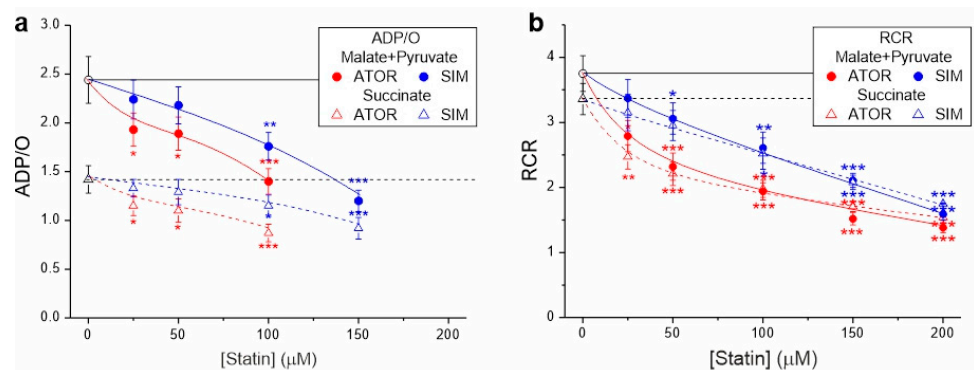 a
ADP/O
Malate+Pyruvate
ATOR SIM
Succinate
ATOR SIM
ADP/O
3.0
2.5
2.0
1.5
1.0
0.5
0.0
* * *** * * ***
** *** * ***
0 50 100 150 200
[Statin] (μM)
b
RCR
Malate+Pyruvate
ATOR SIM
Succinate
ATOR SIM
RCR
4
3
2
1
0
* ** *** *** ***
** *** *** *** *** *** *** ***
0 50 100 150 200
[Statin] (μM)